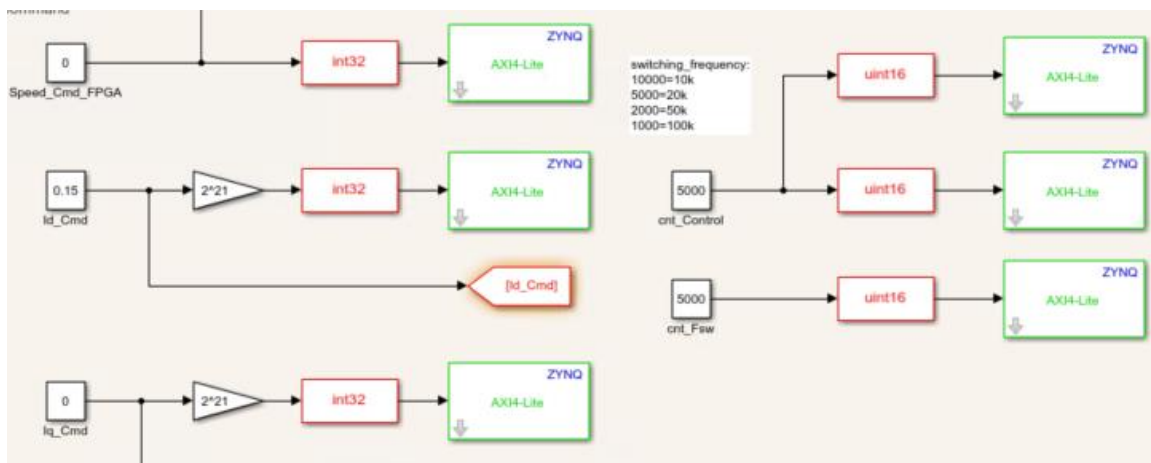 ZYNQ
0
int32
AXI4-Lite
Speed_Cmd_FPGA
ZYNQ
0.15
2^21
int32
AXI4-Lite
Id_Cmd
[Id_Cmd]
ZYNQ
0
2^21
int32
AXI4-Lite
Iq_Cmd
switching_frequency:
10000=10k
5000=20k
2000=50k
1000=100k
ZYNQ
uint16
AXI4-Lite
ZYNQ
5000
uint16
AXI4-Lite
cnt_Control
ZYNQ
5000
uint16
AXI4-Lite
cnt_Fsw